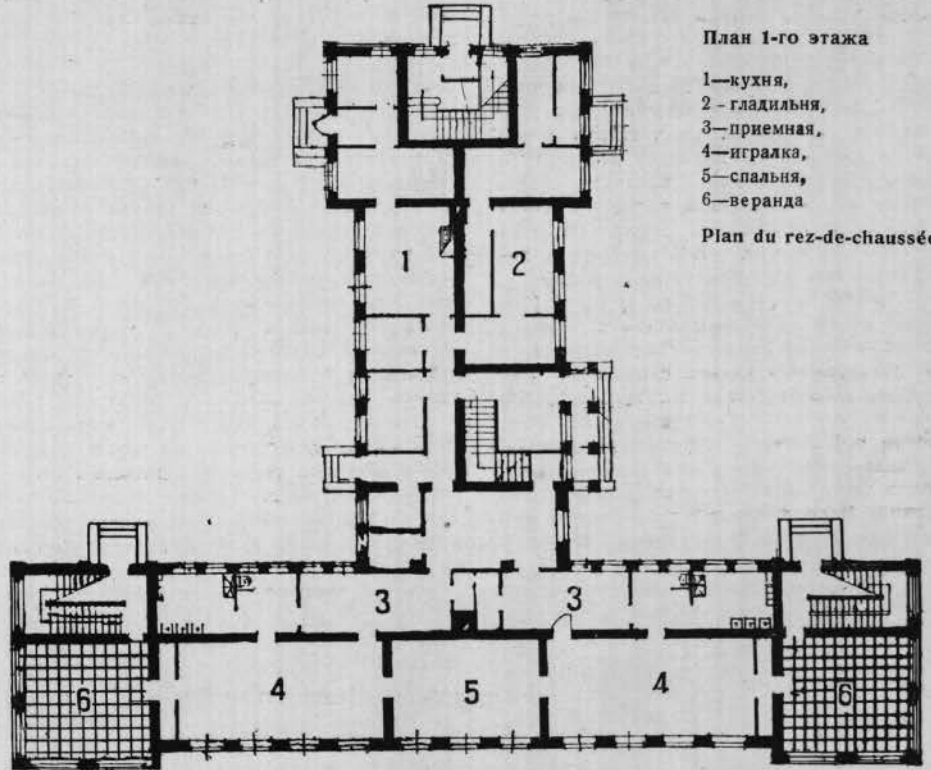 План 1-го этажа
1—кухня,
2 - гладильня,
3—приемная,
4—игралка,
5—спальня,
6—веранда
Plan du rez-de-chaussé
1
2
3
3
4
5
4
6
6